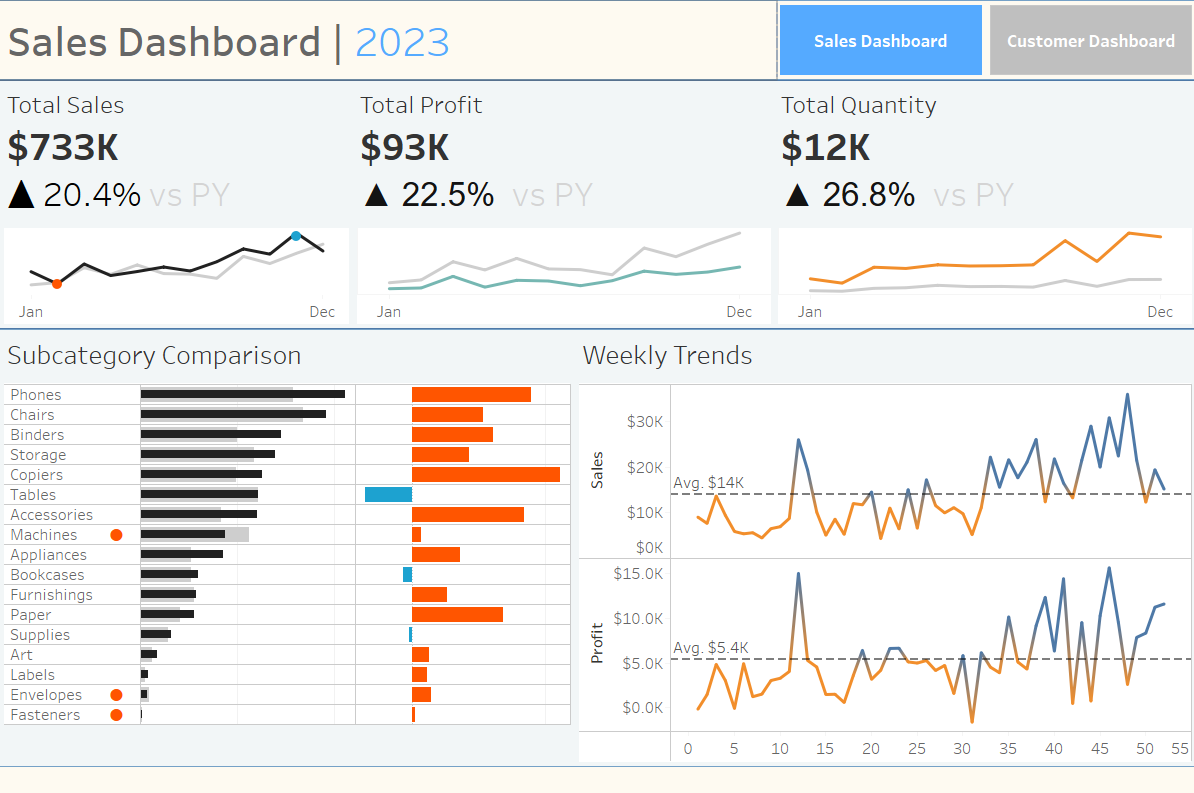 Sales Dashboard | 2023
Sales Dashboard
Customer Dashboard
Total Sales
$733K
▲ 20.4% vs PY
Jan Dec
Total Profit
$93K
▲ 22.5% vs PY
Jan Dec
Total Quantity
$12K
▲ 26.8% vs PY
Jan Dec
Subcategory Comparison
Phones
Chairs
Binders
Storage
Copiers
Tables
Accessories
Machines
Appliances
Bookcases
Furnishings
Paper
Supplies
Art
Labels
Envelopes
Fasteners
Weekly Trends
Sales
$30K
$20K
$10K
$0K
Avg. $14K
Profit
$15.0K
$10.0K
$5.0K
$0.0K
Avg. $5.4K
0 5 10 15 20 25 30 35 40 45 50 55